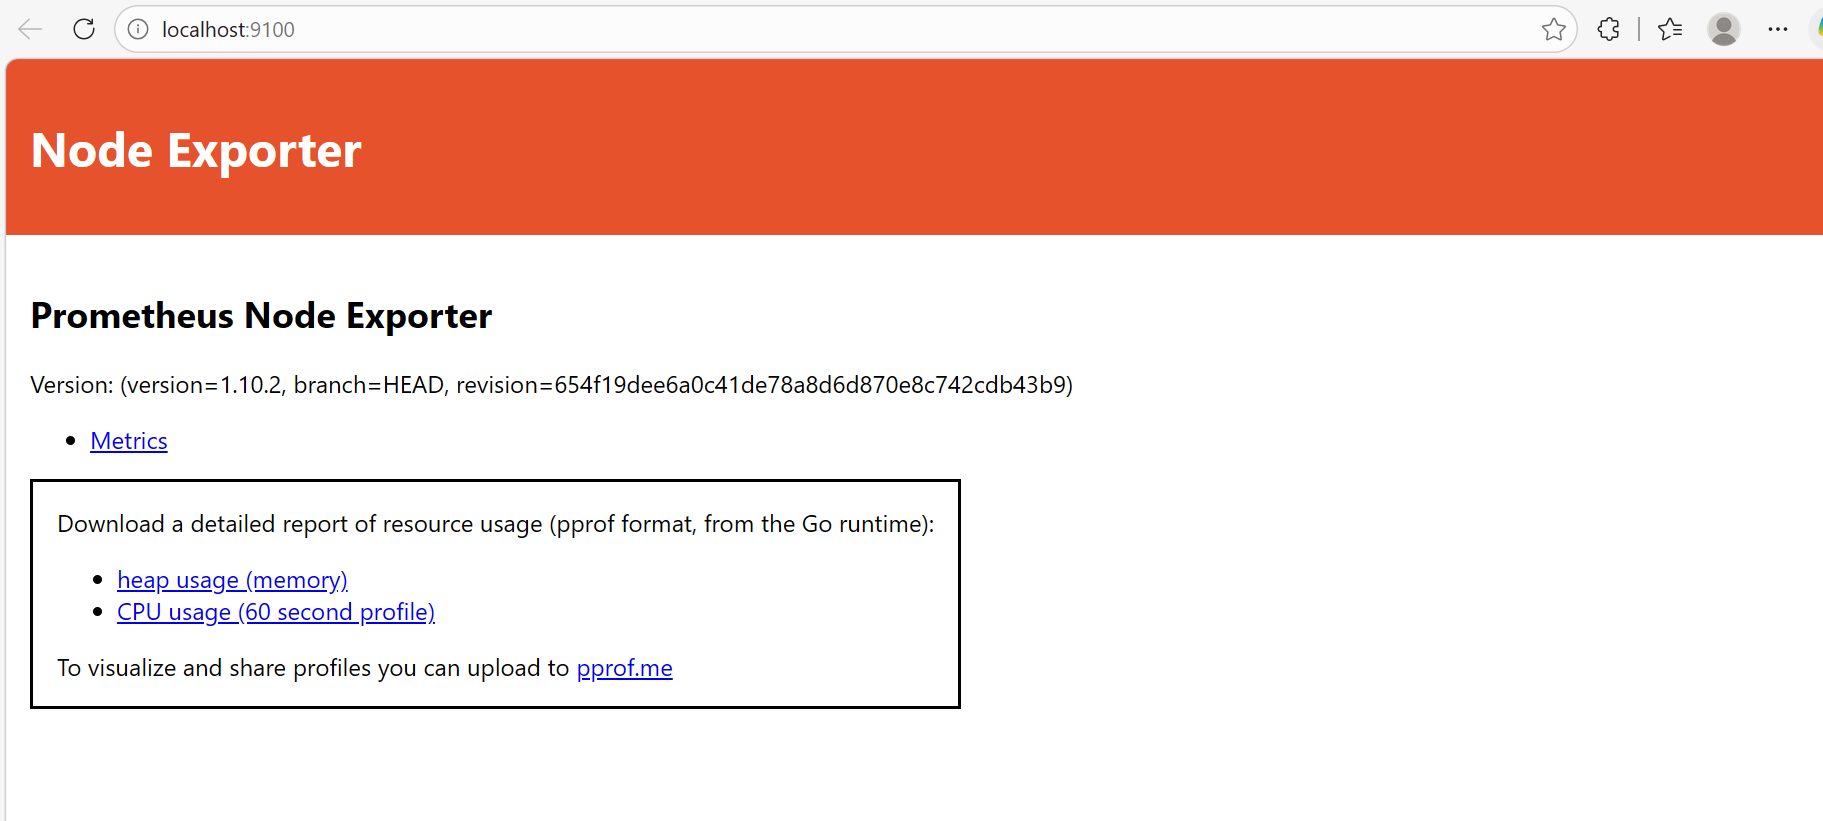 localhost:9100
Node Exporter
Prometheus Node Exporter
Version: (version=1.10.2, branch=HEAD, revision=654f19dee6a0c41de78a8d6d870e8c742cdb43b9)
Metrics
Download a detailed report of resource usage (pprof format, from the Go runtime):
heap usage (memory)
CPU usage (60 second profile)
To visualize and share profiles you can upload to pprof.me